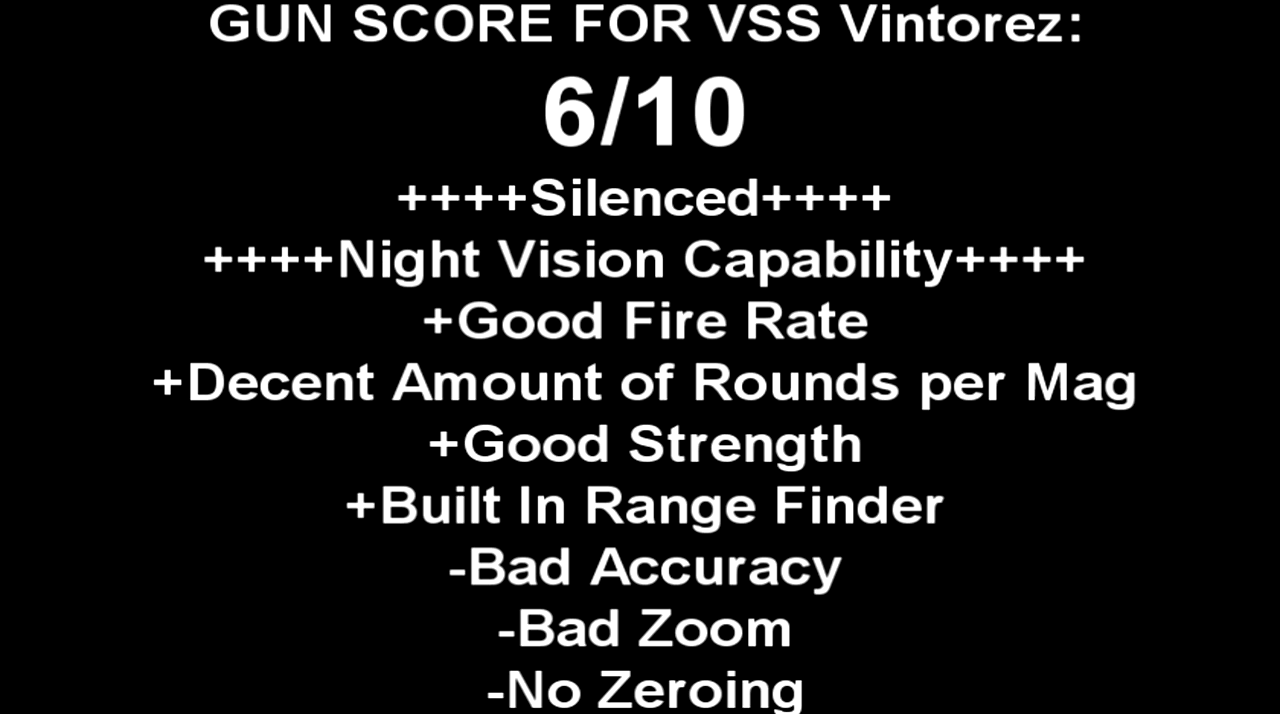 GUN SCORE FOR VSS Vintorez:
6/10
++++Silenced++++
++++Night Vision Capability++++
+Good Fire Rate
+Decent Amount of Rounds per Mag
+Good Strength
+Built In Range Finder
-Bad Accuracy
-Bad Zoom
-No Zeroing